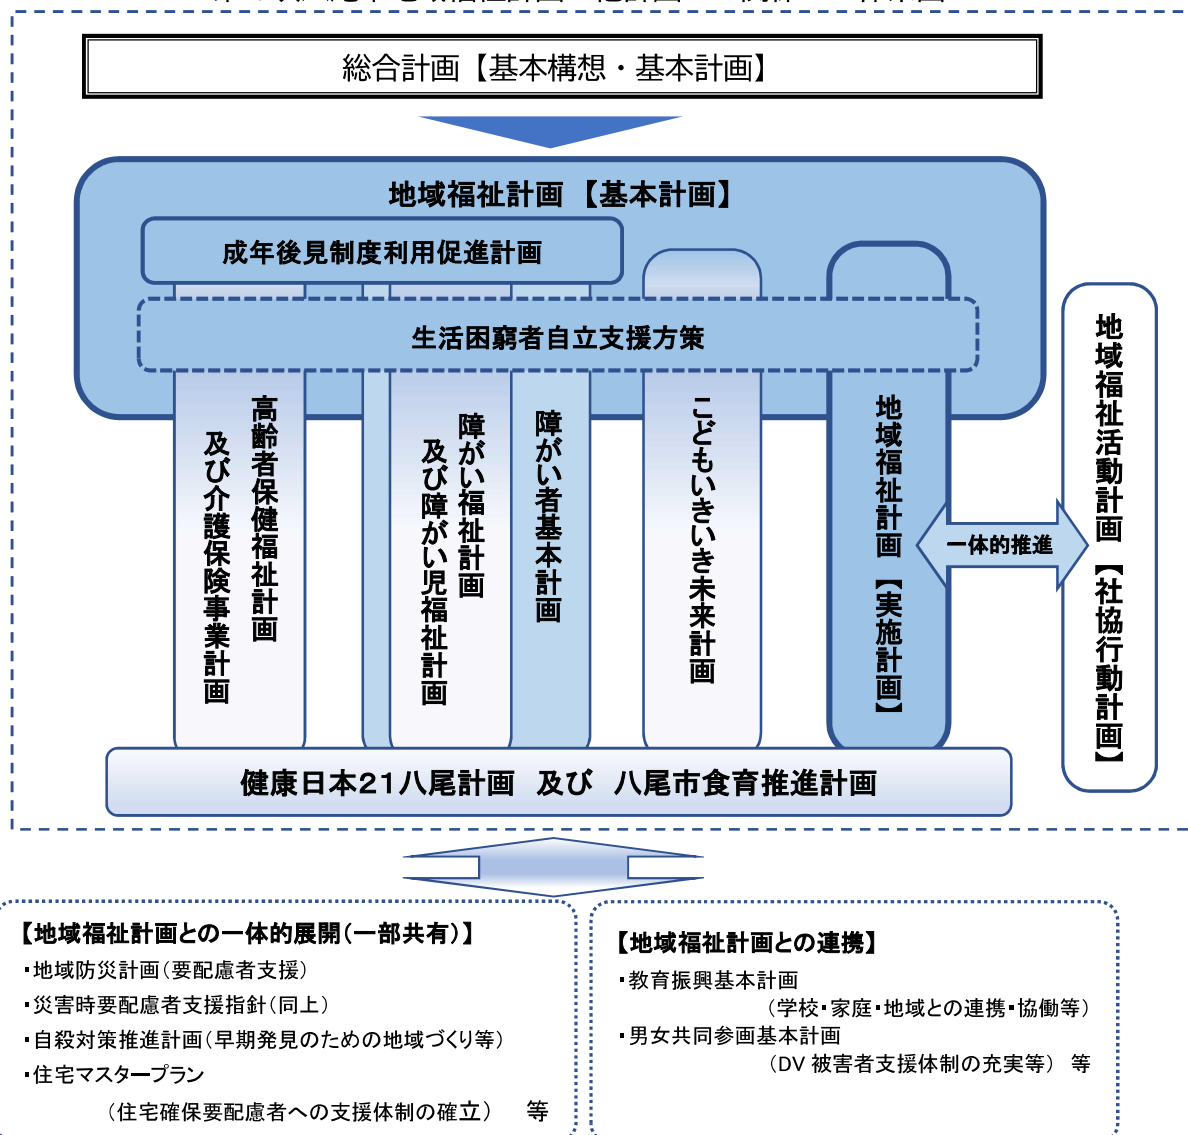 総合計画【基本構想・基本計画】
地域福祉計画 【基本計画】
成年後見制度利用促進計画
生活困窮者自立支援方策
高齢者保健福祉計画
及び介護保険事業計画
障がい福祉計画
及び障がい児福祉計画
障がい者基本計画
こどもいきいき未来計画
地域福祉計画 【実施計画】
一体的推進
地域福祉活動計画 【社協行動計画】
健康日本21八尾計画 及び 八尾市食育推進計画
【地域福祉計画との一体的展開(一部共有)】
・地域防災計画(要配慮者支援)
・災害時要配慮者支援指針(同上)
・自殺対策推進計画(早期発見のための地域づくり等)
・住宅マスタープラン
(住宅確保要配慮者への支援体制の確立) 等
【地域福祉計画との連携】
・教育振興基本計画
(学校・家庭・地域との連携・協働等)
・男女共同参画基本計画
(DV 被害者支援体制の充実等) 等